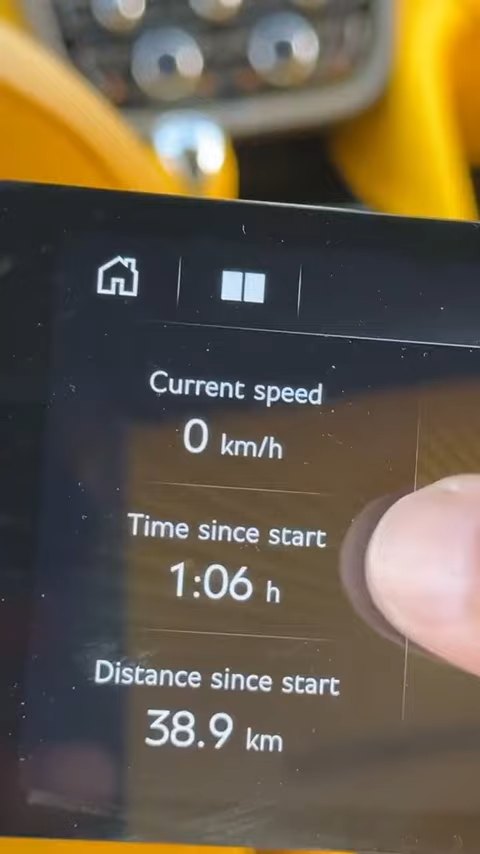 Current speed
0 km/h
Time since start
1:06 h
Distance since start
38.9 km